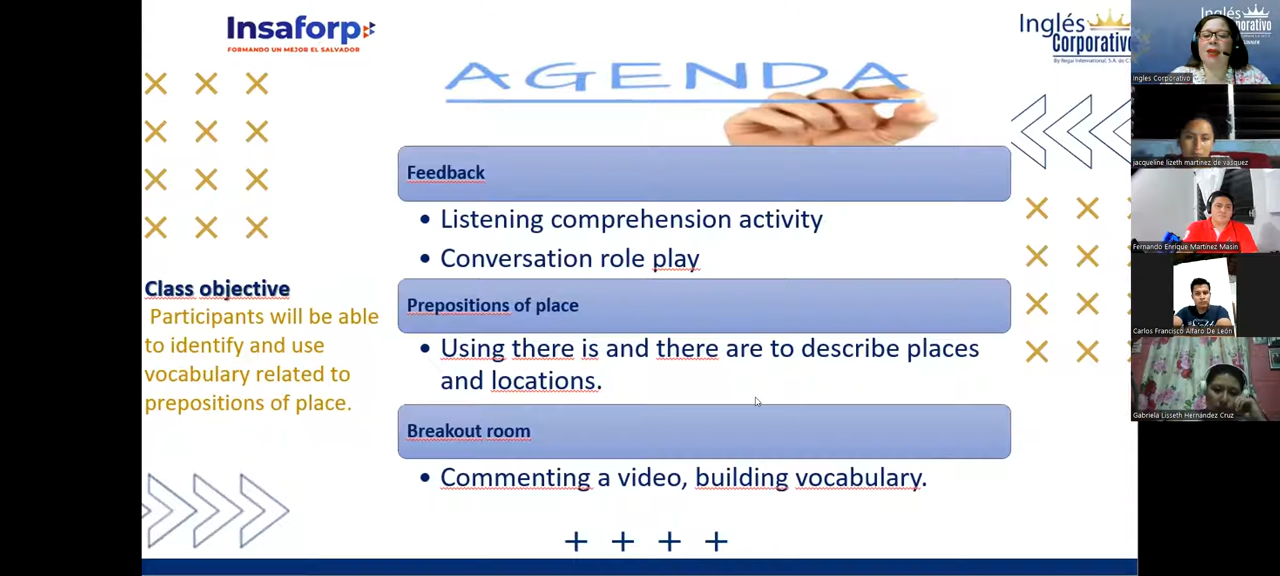 Insaforp
FORMANDO UN MEJOR EL SALVADOR
Inglés
Corporativo
AGENDA
Feedback
• Listening comprehension activity
• Conversation role play
Class objective
Participants will be able
to identify and use
vocabulary related to
prepositions of place.
Prepositions of place
• Using there is and there are to describe places
and locations.
Breakout room
• Commenting a video, building vocabulary.
Inglés
Corporativo
Ingles Corporativo
jacqueline lizeth martinez de vasquez
Fernando Enrique Martínez Masin
Carlos Francisco Alfaro De León
Gabriela Lisseth Hernández Cruz